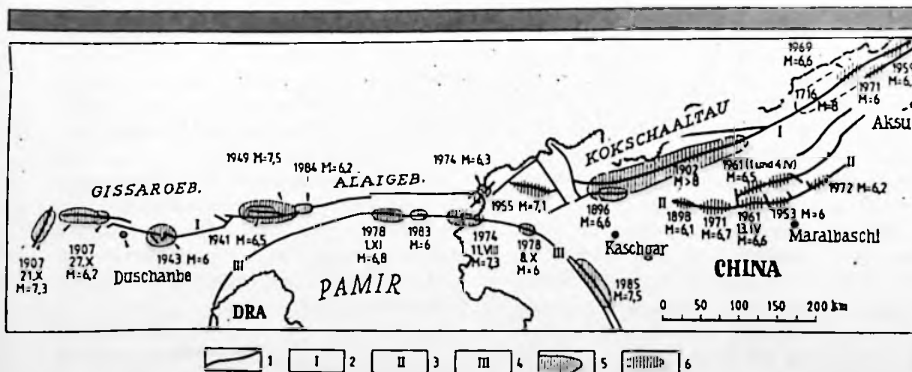 1969
M=6,6
1716
M=8
1971
M=6
1959
M=6,
Aksu
KOKSCHAALTAU
I
1949 M=7,5
1984 M=6,2
1974 M=6,3
GISSAROEB.
ALAIGEB.
1955 M=7,1
1902
M>8
1961 (I und 4.IV)
M=6,5
II
1972 M=6,2
1896
M=6,6
II
1898
M=6,1
1971
M=6,7
1961
13.IV
M=6,6
1953 M=6
Maralbaschi
I
1941 M=6,5
1907
21.X
M=7,3
1907
27.X
M=6,2
Duschanbe
1943 M=6
III
1978
I.XI
M=6,8
1983
M=6
1974
11.VIII
M=7,3
1978
8.X
M=6
III
Kaschgar
CHINA
PAMIR
DRA
1985
M=7,5
0 50 100 150 200 km
1 I 2 II 3 III 4 5 6